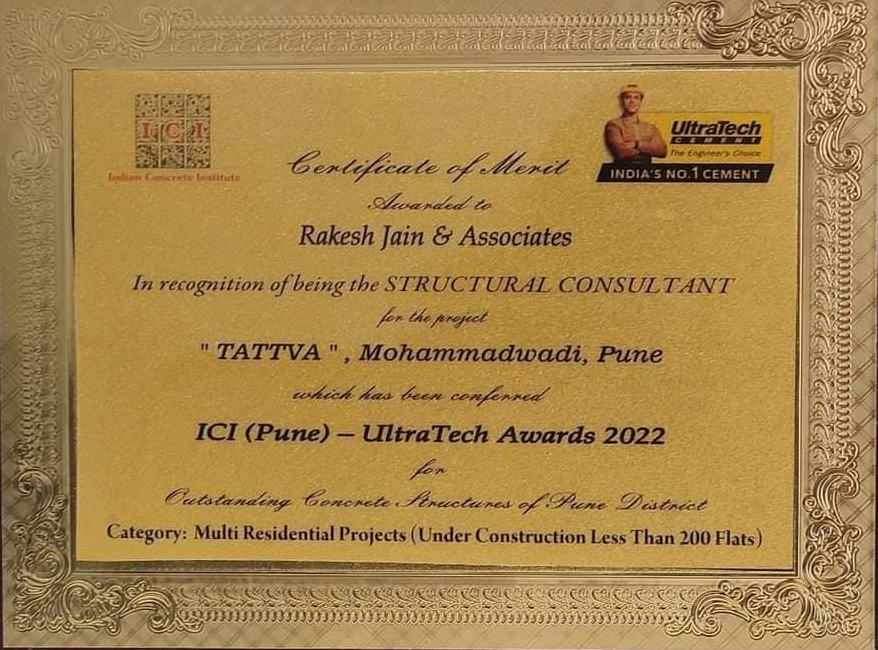 ICI
Indian Concrete Institute
UltraTech
CEMENT
The Engineer's Choice
INDIA'S NO.1 CEMENT
Certificate of Merit
Awarded to
Rakesh Jain & Associates
In recognition of being the STRUCTURAL CONSULTANT
for the project
" TATTVA " , Mohammadwadi, Pune
which has been conferred
ICI (Pune) – UltraTech Awards 2022
for
Outstanding Concrete Structures of Pune District
Category: Multi Residential Projects (Under Construction Less Than 200 Flats)